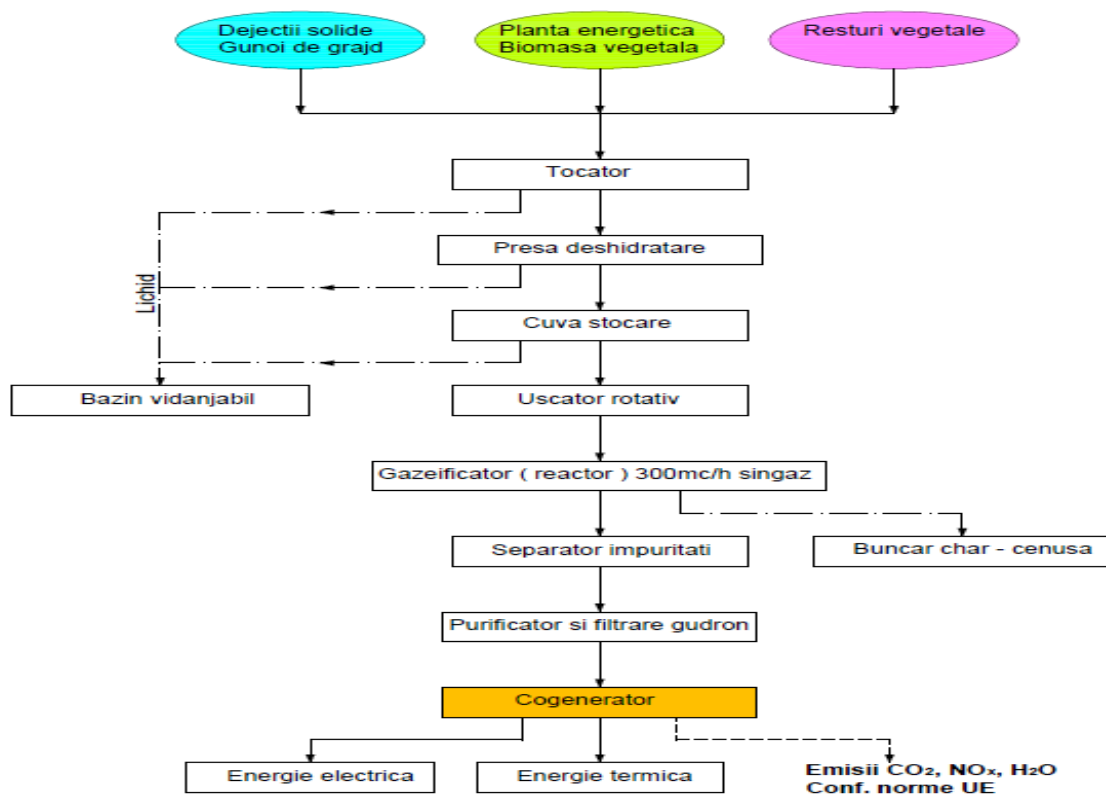 Dejectii solide
Gunoi de grajd
Planta energetica
Biomasa vegetala
Resturi vegetale
Tocator
Presa deshidratare
Lichid
Cuva stocare
Bazin vidanjabil
Uscator rotativ
Gazeificator ( reactor ) 300mc/h singaz
Separator impuritati
Buncar char - cenusa
Purificator si filtrare gudron
Cogenerator
Energie electrica
Energie termica
Emisii CO₂, NOₓ, H₂O
Conf. norme UE